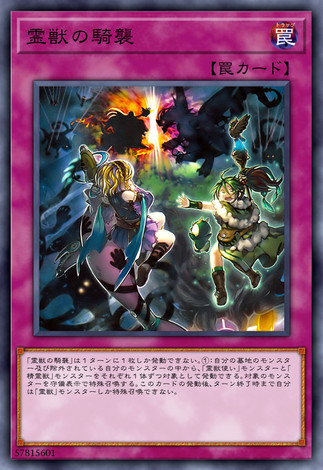 霊獣の騎襲
トラップ
罠
【罠カード】
「霊獣の騎襲」は１ターンに１枚しか発動できない。①：自分の墓地のモンスタ
ー及び除外されている自分のモンスターの中から、「霊獣使い」モンスターと「
精霊獣」モンスターをそれぞれ１体ずつ対象として発動できる。対象のモンス
ターを守備表示で特殊召喚する。このカードの発動後、ターン終了時まで自分
は「霊獣」モンスターしか特殊召喚できない。
57815601